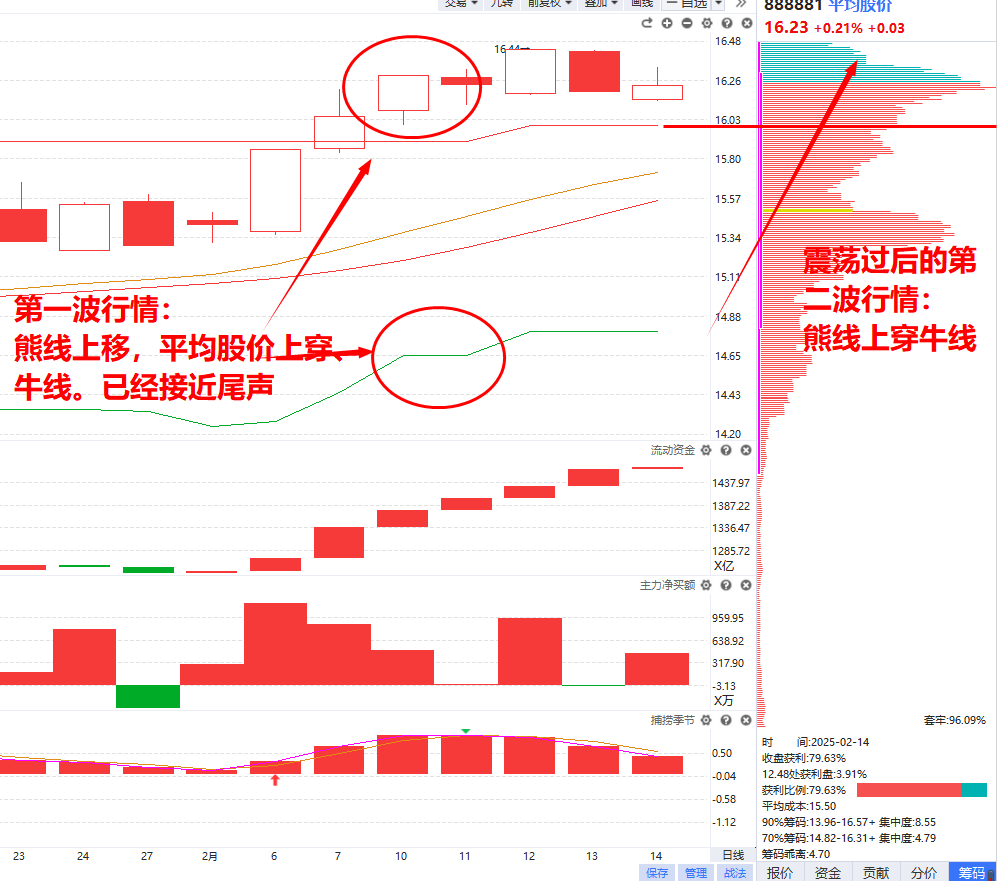 交易 九转 前复权 叠加 画线 一自选 »
888881 平均股价
16.23 +0.21% +0.03
16.48
16.44
16.26
16.03
15.80
15.57
15.34
15.11
14.88
14.65
14.43
14.20
第一波行情：
熊线上移，平均股价上穿、
牛线。已经接近尾声
震荡过后的第
二波行情：
熊线上穿牛线
流动资金
1437.97
1387.22
1336.47
1285.72
X亿
主力净买额
959.95
638.92
317.90
-3.13
X万
捕捞季节
0.50
-0.04
-0.58
-1.12
套牢:96.09%
时 间:2025-02-14
收盘获利:79.63%
12.48处获利盘:3.91%
获利比例:79.63%
平均成本:15.50
90%筹码:13.96-16.57+ 集中度:8.55
70%筹码:14.82-16.31+ 集中度:4.79
筹码乖离:4.70
23 24 27 2月 6 7 10 11 12 13 14 日线
保存 管理 战法 报价 资金 贡献 分价 筹码